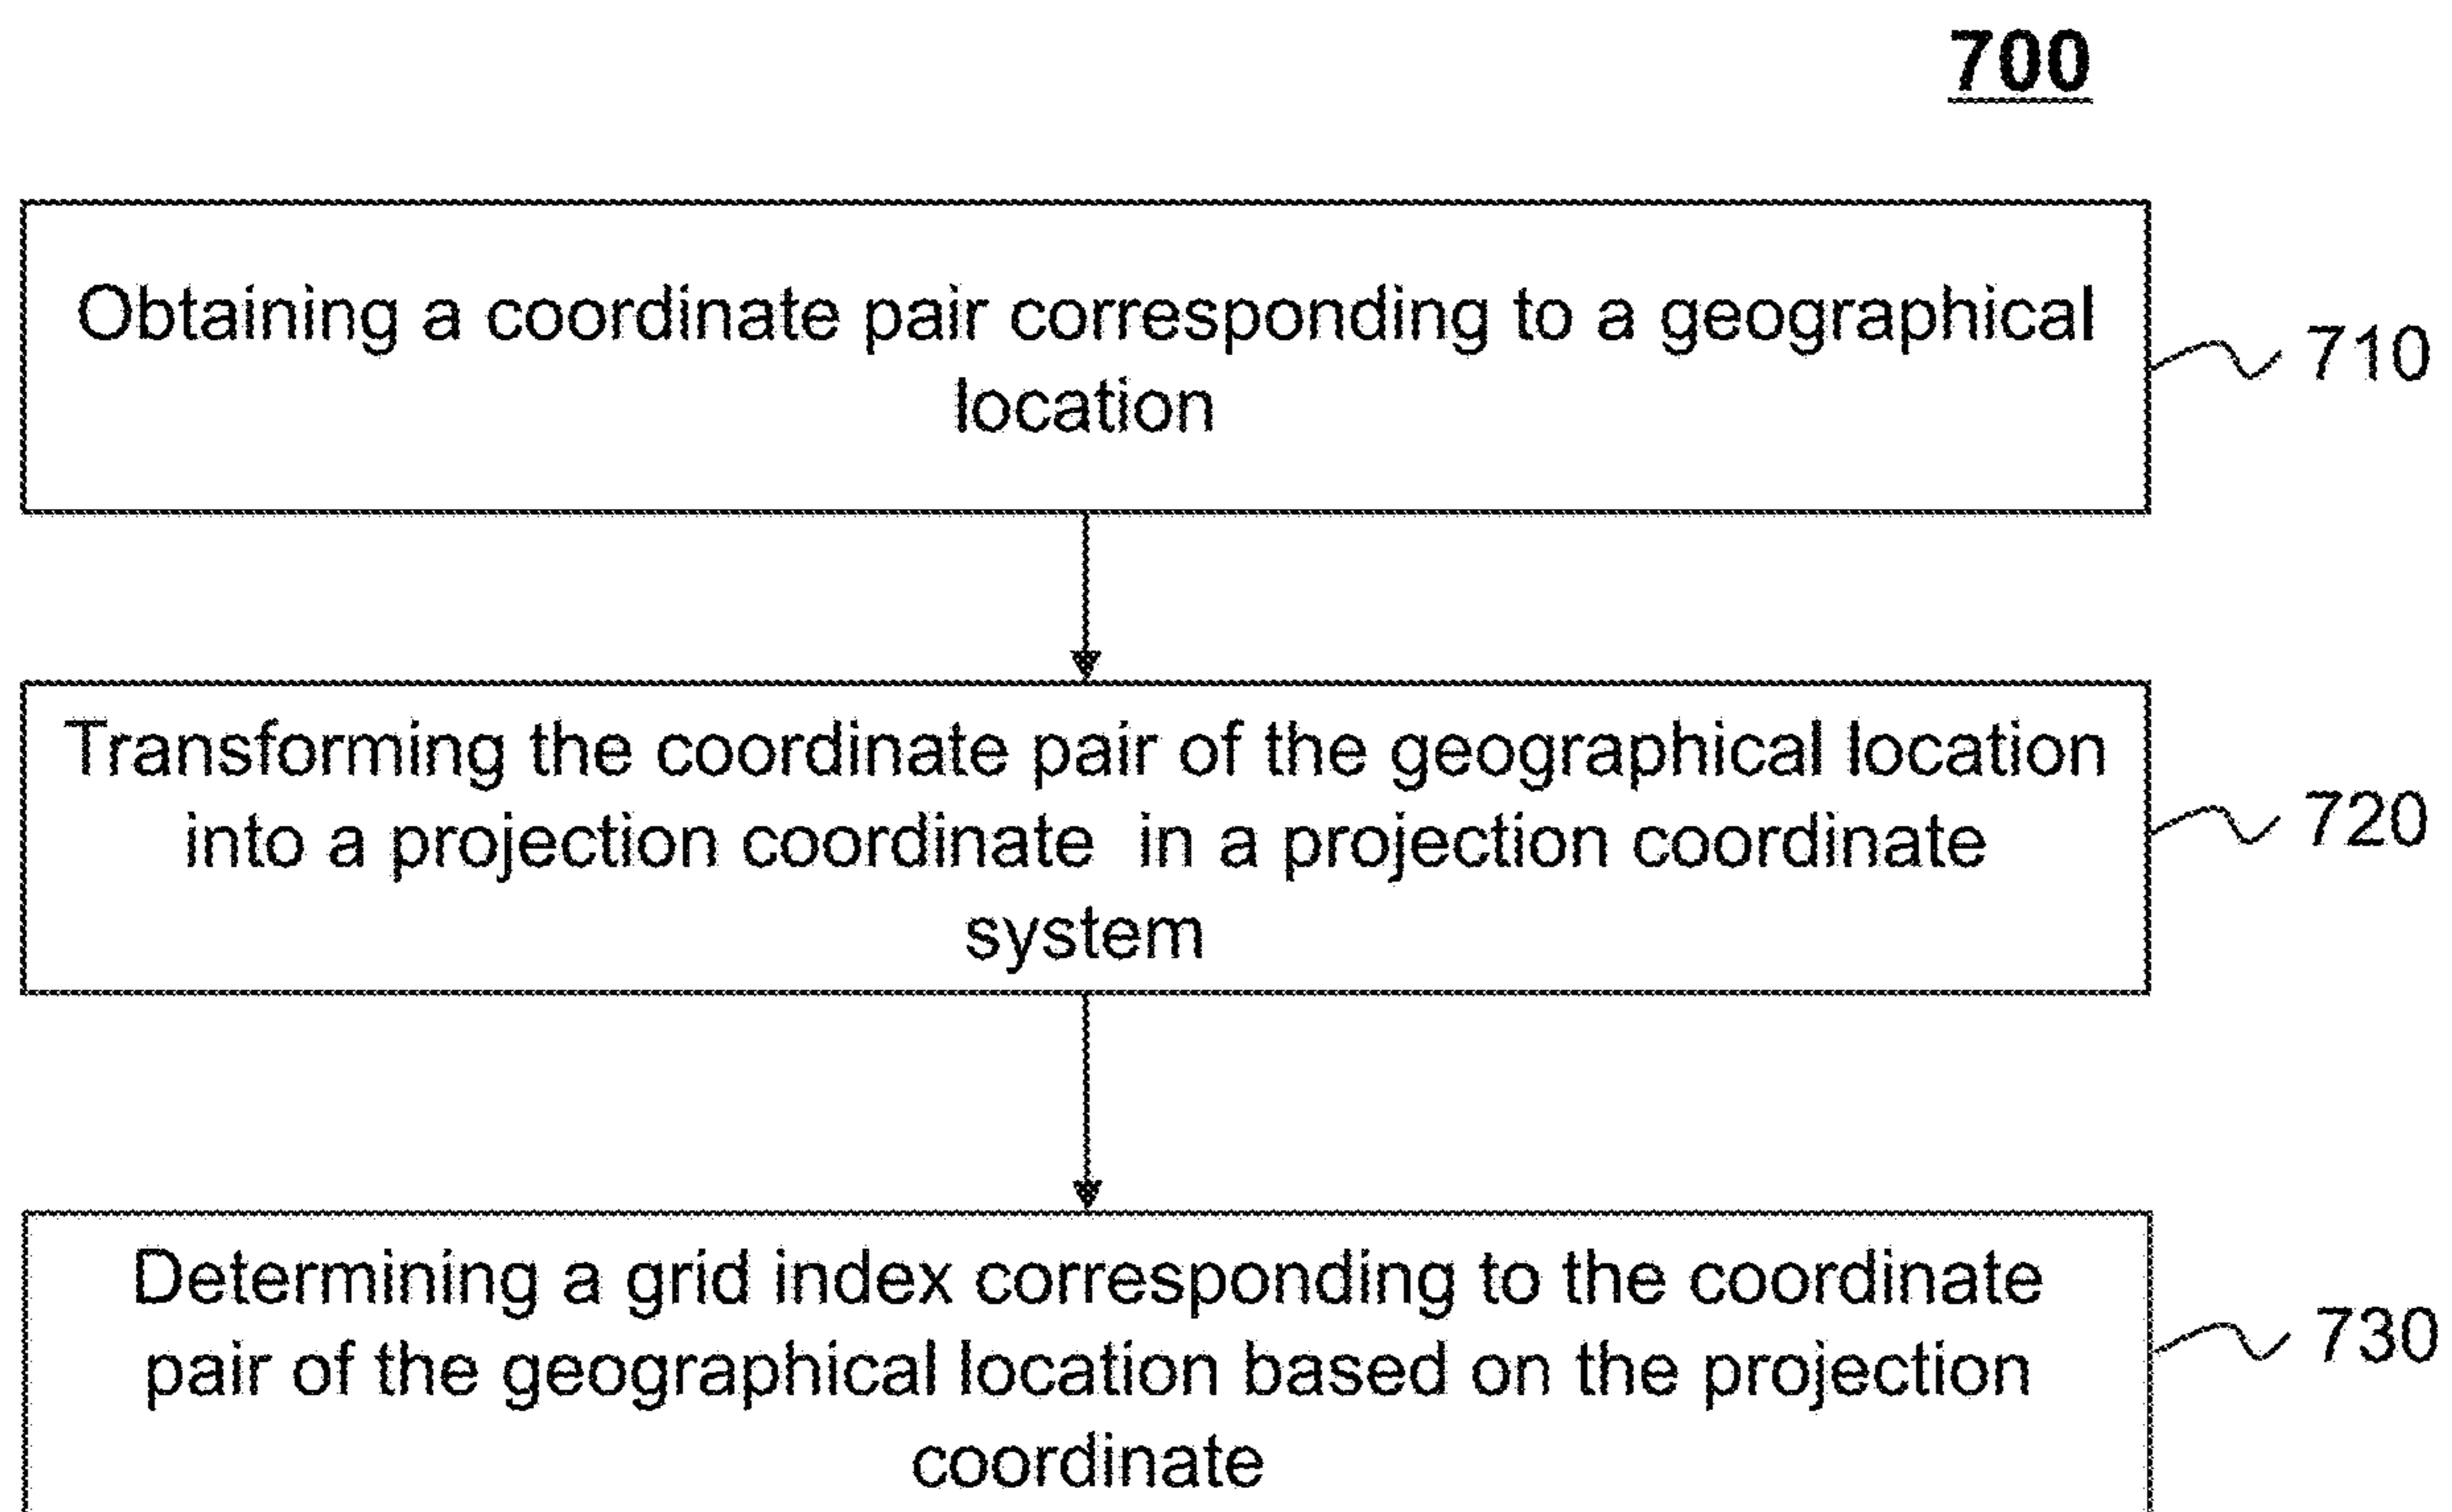 700
Obtaining a coordinate pair corresponding to a geographical
location
710
Transforming the coordinate pair of the geographical location
into a projection coordinate in a projection coordinate
system
720
Determining a grid index corresponding to the coordinate
pair of the geographical location based on the projection
coordinate
730